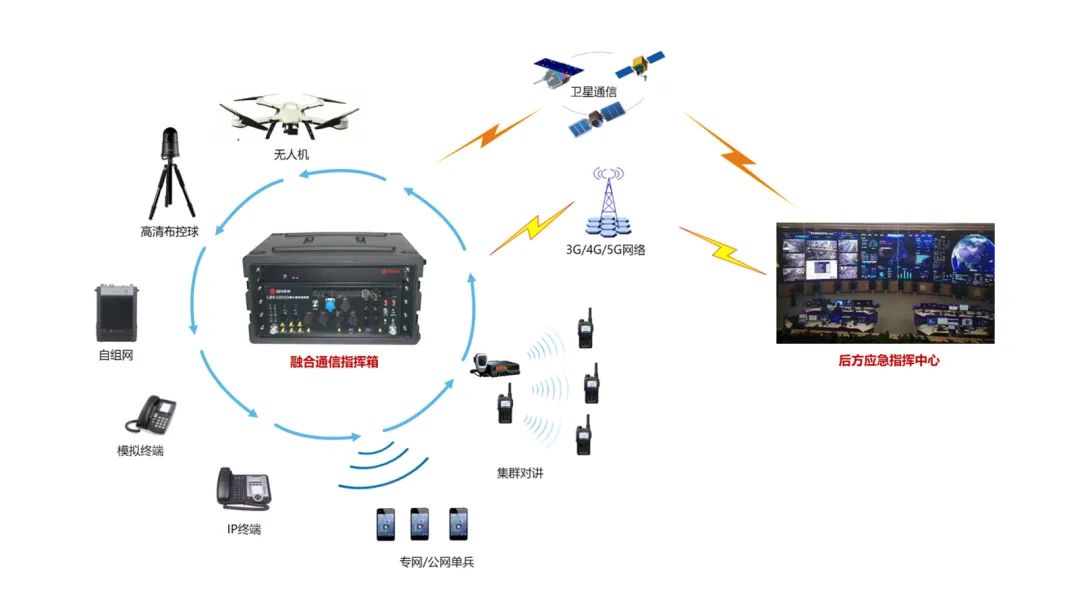 卫星通信
无人机
高清布控球
3G/4G/5G网络
GENEW
融合通信指挥箱
自组网
后方应急指挥中心
模拟终端
集群对讲
IP终端
专网/公网单兵